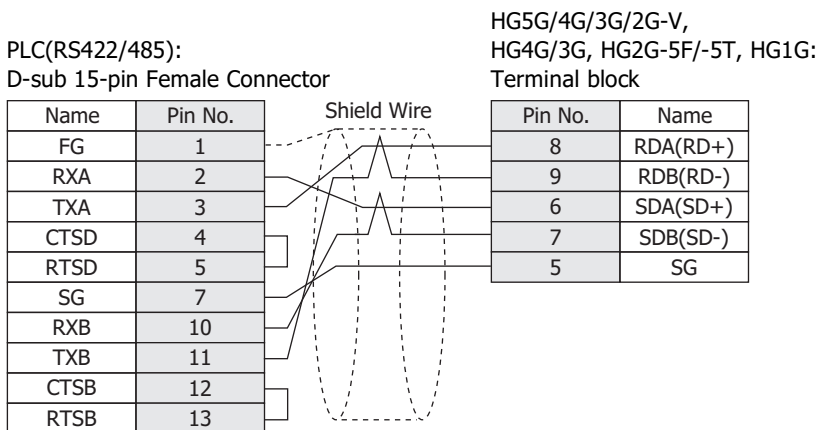 PLC(RS422/485):
D-sub 15-pin Female Connector
HG5G/4G/3G/2G-V,
HG4G/3G, HG2G-5F/-5T, HG1G:
Terminal block
Name Pin No.
FG 1
RXA 2
TXA 3
CTSD 4
RTSD 5
SG 7
RXB 10
TXB 11
CTSB 12
RTSB 13
Shield Wire
Pin No. Name
8 RDA(RD+)
9 RDB(RD-)
6 SDA(SD+)
7 SDB(SD-)
5 SG